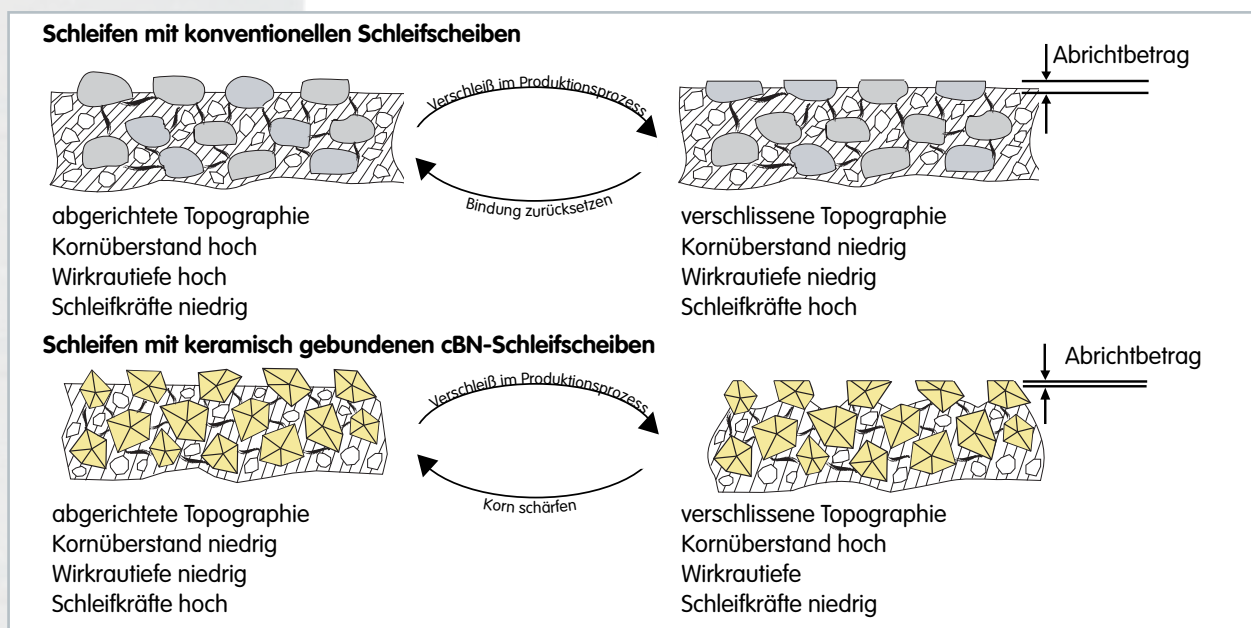 Schleifen mit konventionellen Schleifscheiben
Abrichtbetrag
Verschleiß im Produktionsprozess
Bindung zurücksetzen
abgerichtete Topographie
Kornüberstand hoch
Wirkrautiefe hoch
Schleifkräfte niedrig
verschlissene Topographie
Kornüberstand niedrig
Wirkrautiefe niedrig
Schleifkräfte hoch
Schleifen mit keramisch gebundenen cBN-Schleifscheiben
Abrichtbetrag
Verschleiß im Produktionsprozess
Korn schärfen
abgerichtete Topographie
Kornüberstand niedrig
Wirkrautiefe niedrig
Schleifkräfte hoch
verschlissene Topographie
Kornüberstand hoch
Wirkrautiefe
Schleifkräfte niedrig